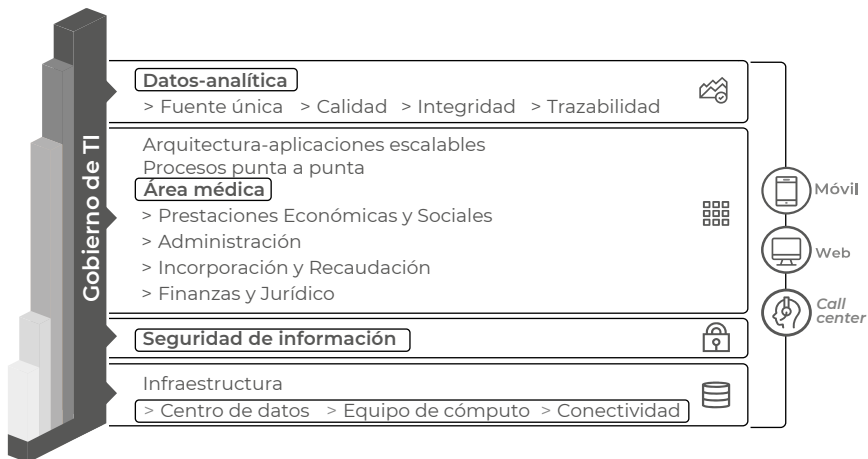 Gobierno de TI
Datos-analítica
> Fuente única > Calidad > Integridad > Trazabilidad
Arquitectura-aplicaciones escalables
Procesos punta a punta
Área médica
> Prestaciones Económicas y Sociales
> Administración
> Incorporación y Recaudación
> Finanzas y Jurídico
Seguridad de información
Infraestructura
> Centro de datos > Equipo de cómputo > Conectividad
Móvil
Web
Call
center